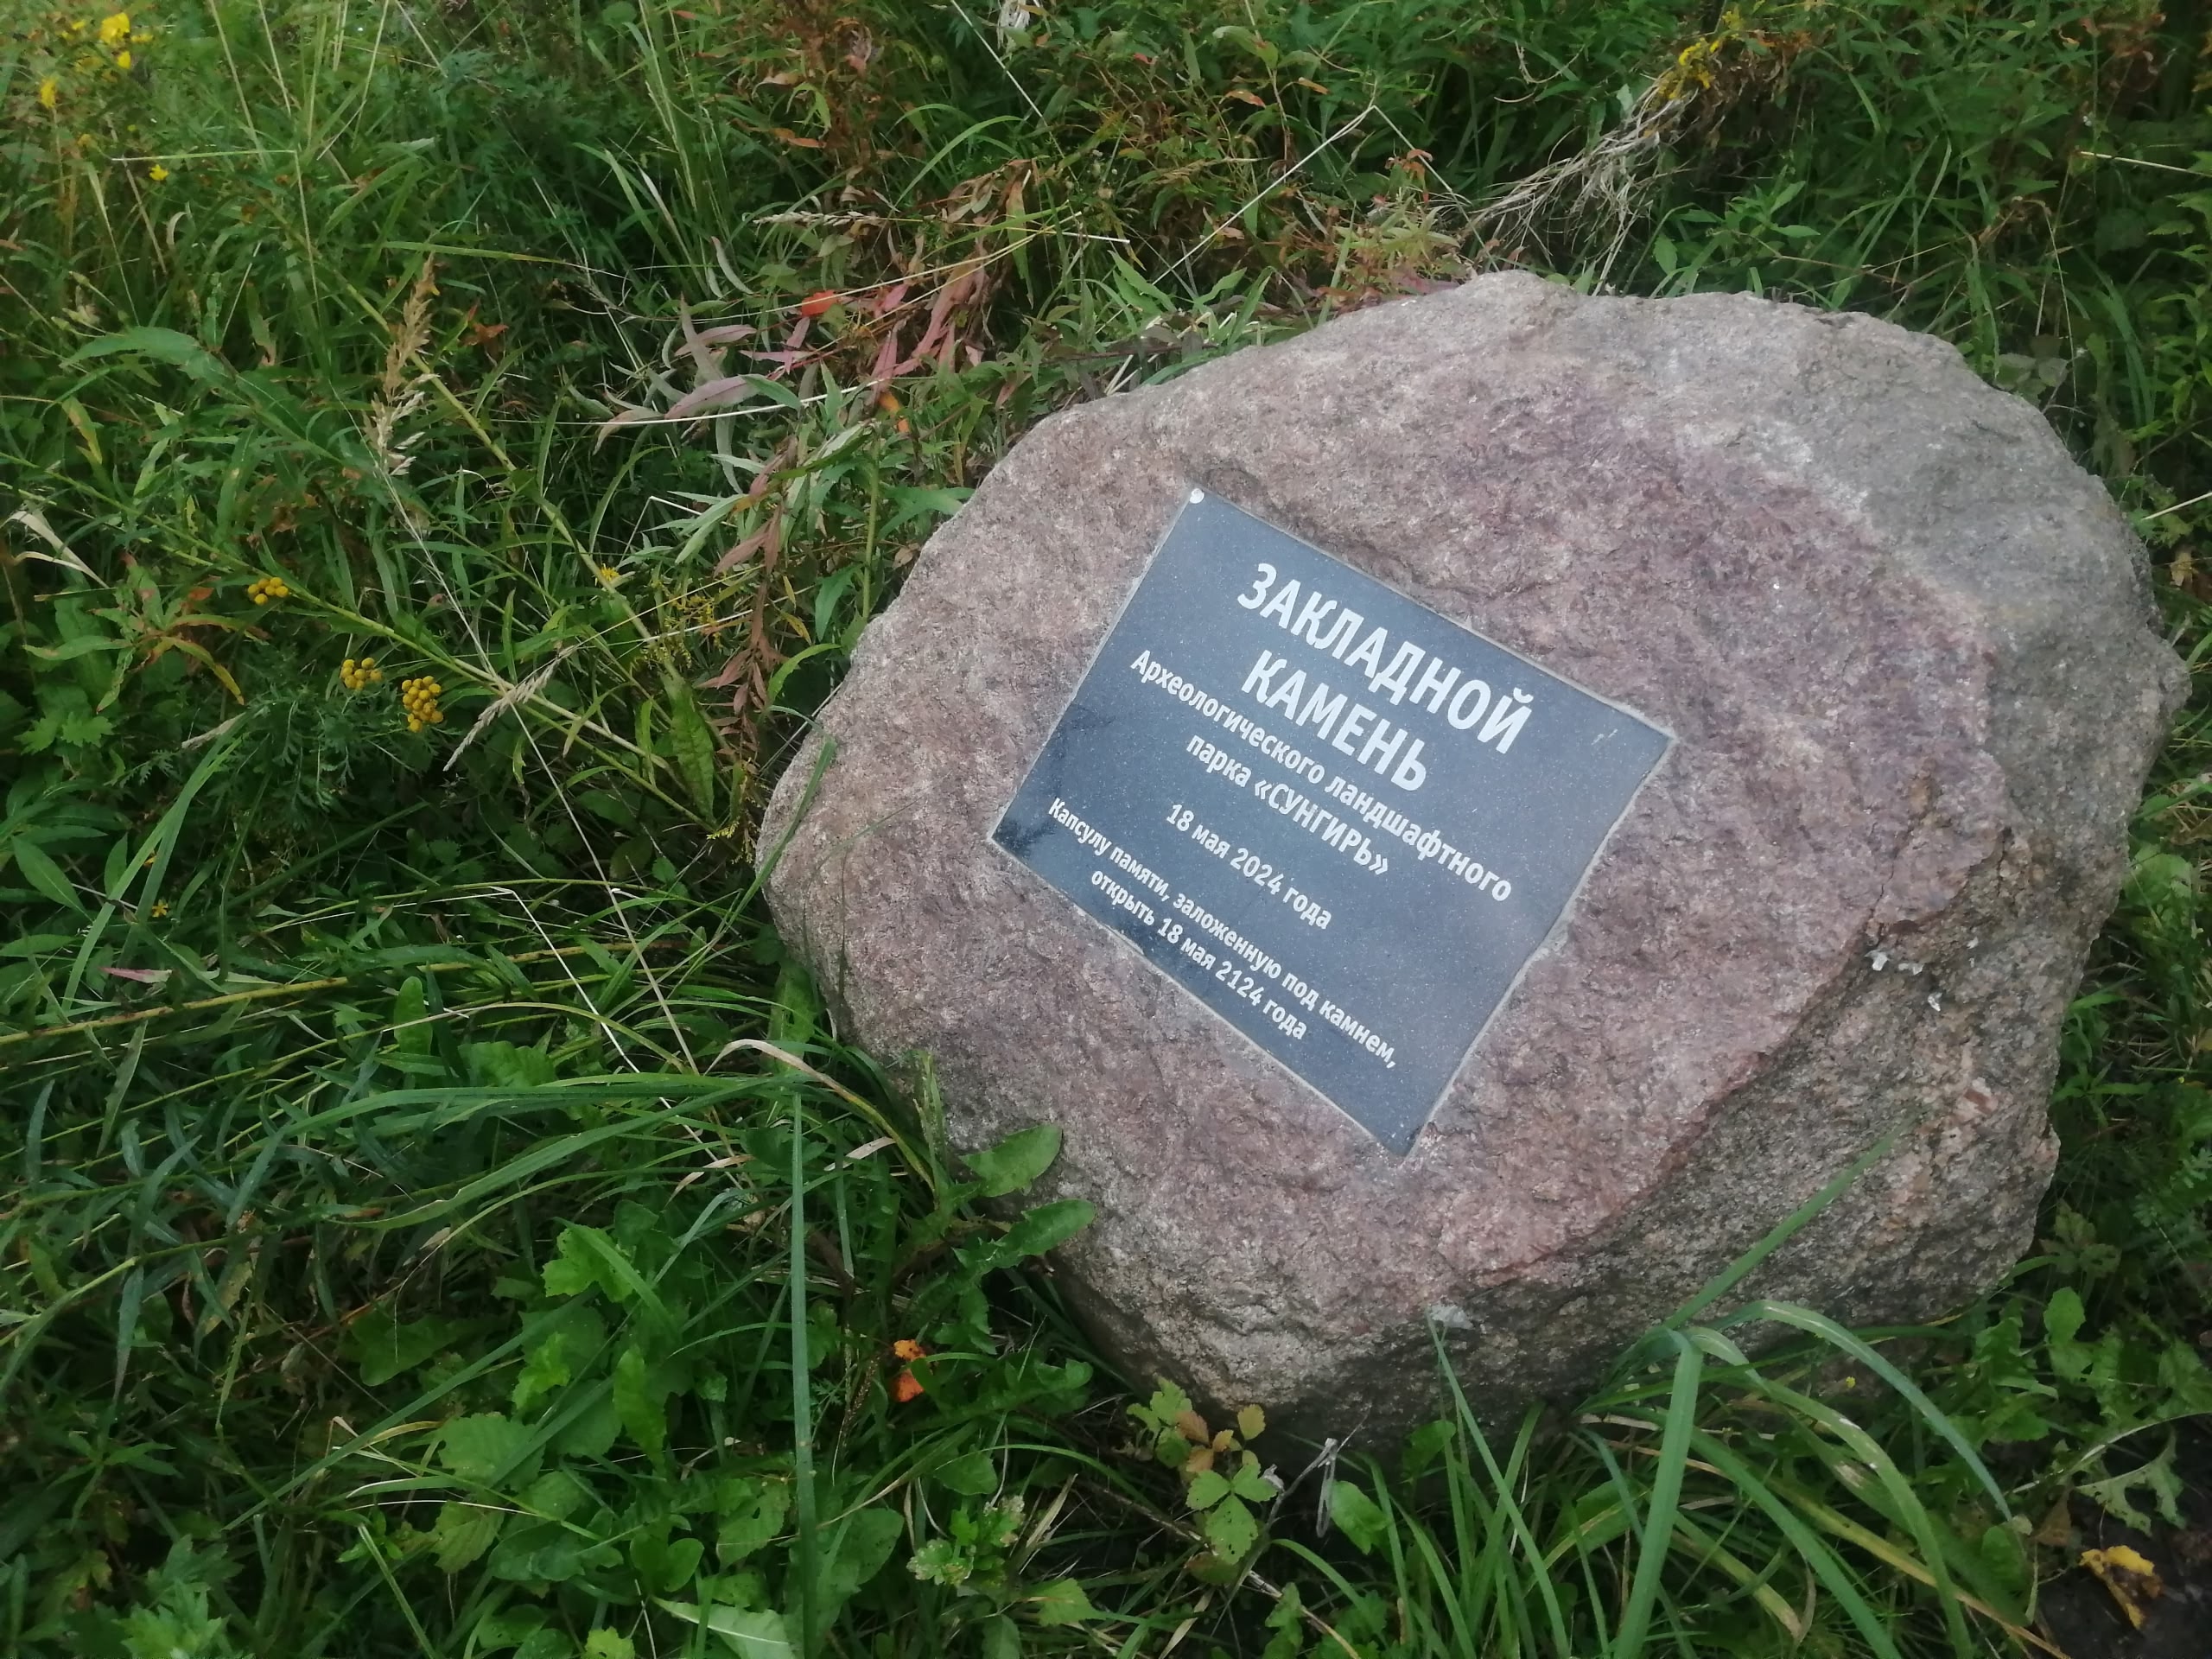 ЗАКЛАДНОЙ
КАМЕНЬ
Археологического ландшафтного
парка «СУНГИРЬ»
18 мая 2024 года
Капсулу памяти, заложенную под камнем,
открыть 18 мая 2124 года